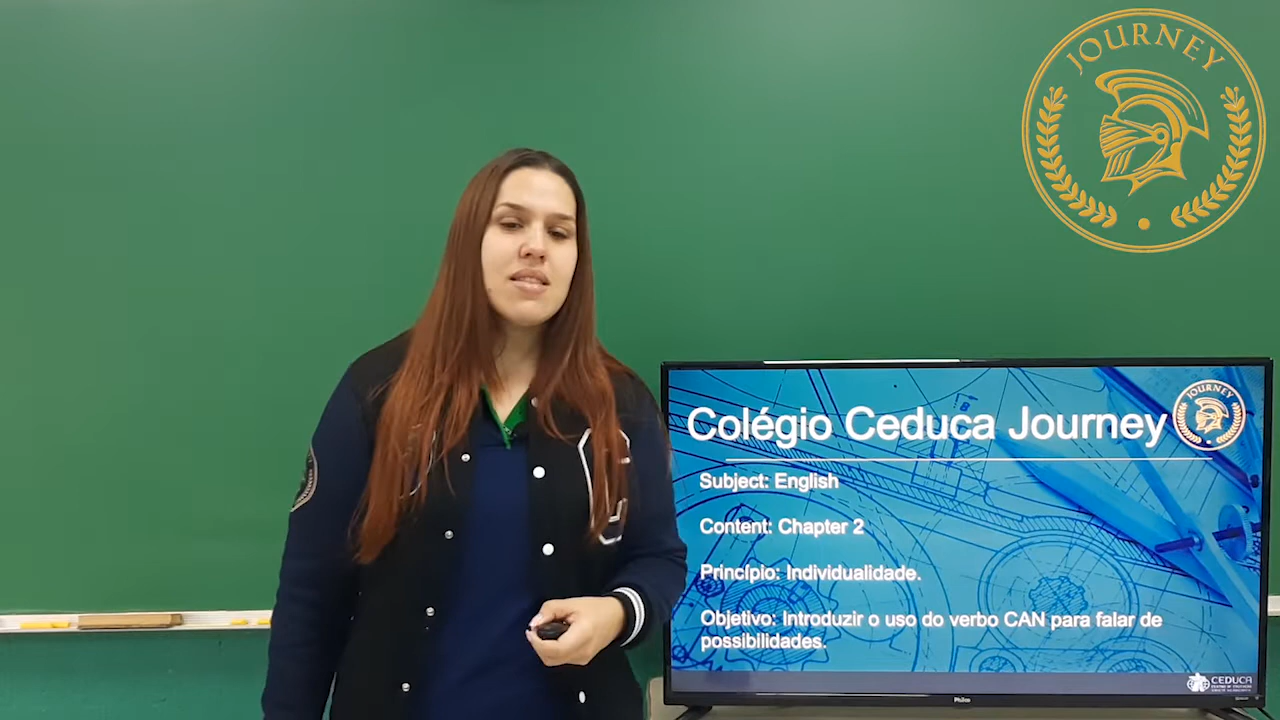 JOURNEY
Colégio Ceduca Journey
JOURNEY
Subject: English
Content: Chapter 2
Princípio: Individualidade.
Objetivo: Introduzir o uso do verbo CAN para falar de
possibilidades.
CEDUCA
Philco